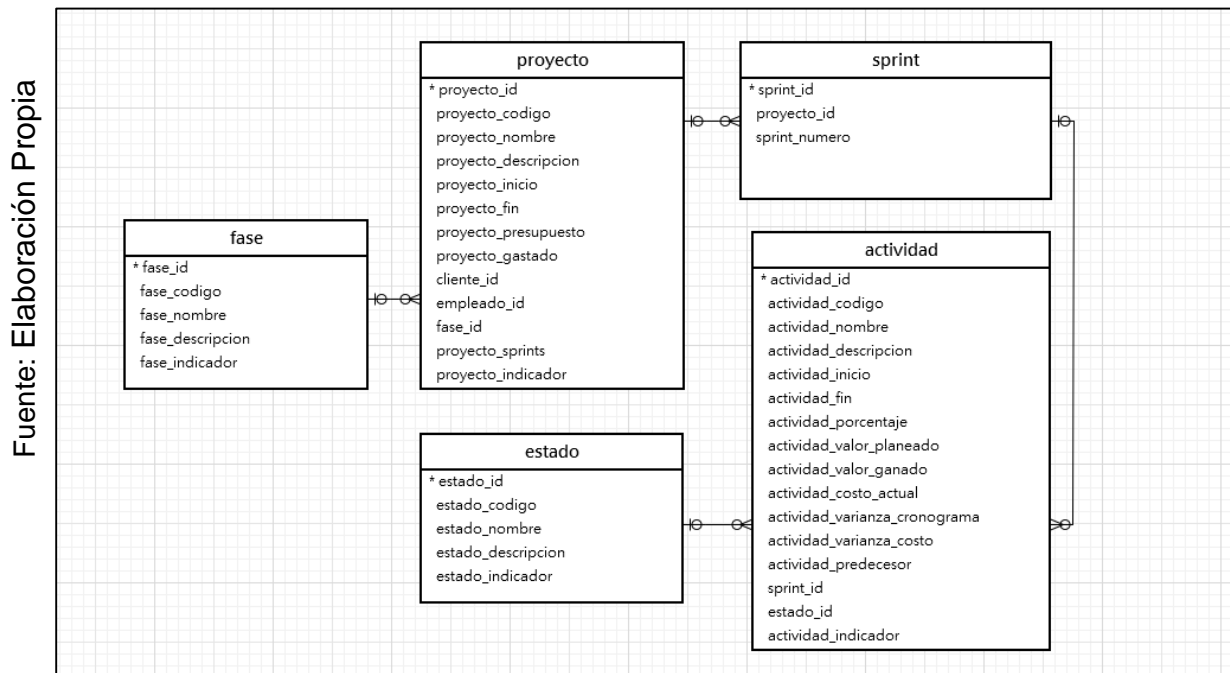 Fuente: Elaboración Propia
proyecto
* proyecto_id
proyecto_codigo
proyecto_nombre
proyecto_descripcion
proyecto_inicio
proyecto_fin
proyecto_presupuesto
proyecto_gastado
cliente_id
empleado_id
fase_id
proyecto_sprints
proyecto_indicador
sprint
* sprint_id
proyecto_id
sprint_numero
fase
* fase_id
fase_codigo
fase_nombre
fase_descripcion
fase_indicador
actividad
* actividad_id
actividad_codigo
actividad_nombre
actividad_descripcion
actividad_inicio
actividad_fin
actividad_porcentaje
actividad_valor_planeado
actividad_valor_ganado
actividad_costo_actual
actividad_varianza_cronograma
actividad_varianza_costo
actividad_predecesor
sprint_id
estado_id
actividad_indicador
estado
* estado_id
estado_codigo
estado_nombre
estado_descripcion
estado_indicador